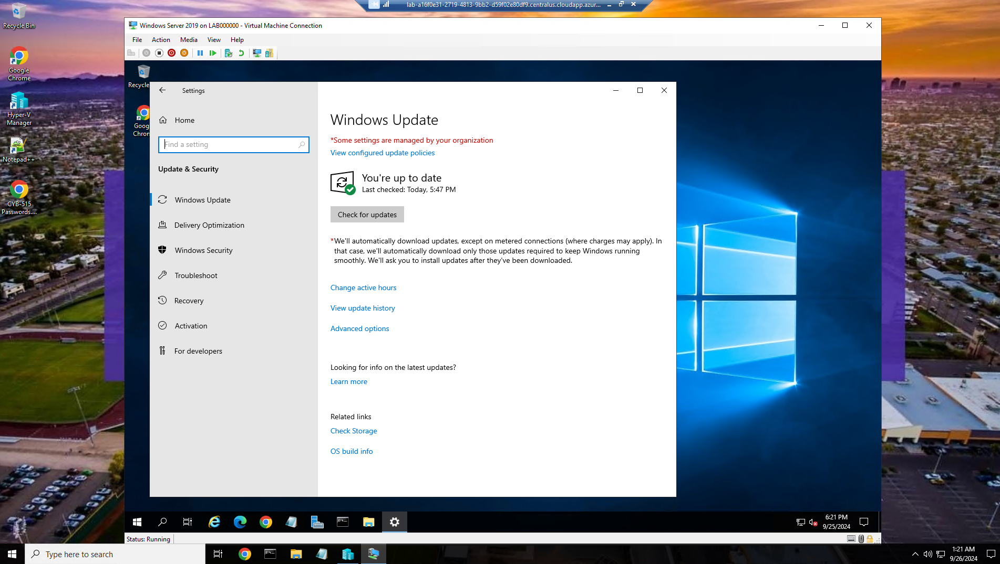 lab-a16f0e31-2719-4813-9bb2-d59f02e80df9.centralus.cloudapp.azur...
Recycle Bin
Google
Chrome
Hyper-V
Manager
Notepad++
CYB-515
Passwords....
Windows Server 2019 on LAB000000 - Virtual Machine Connection
File Action Media View Help
Recycle
Goog
Chron
Settings
Home
Find a setting
Update & Security
Windows Update
Delivery Optimization
Windows Security
Troubleshoot
Recovery
Activation
For developers
Windows Update
*Some settings are managed by your organization
View configured update policies
You're up to date
Last checked: Today, 5:47 PM
Check for updates
*We'll automatically download updates, except on metered connections (where charges may apply). In
that case, we'll automatically download only those updates required to keep Windows running
smoothly. We'll ask you to install updates after they've been downloaded.
Change active hours
View update history
Advanced options
Looking for info on the latest updates?
Learn more
Related links
Check Storage
OS build info
6:21 PM
9/25/2024
Status: Running
Type here to search
1:21 AM
9/26/2024